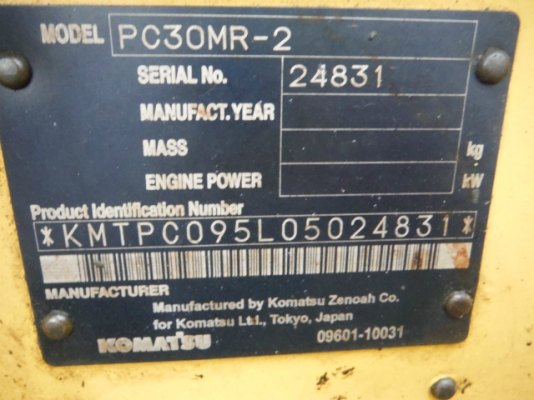 MODEL PC30MR-2
SERIAL No. 24831
MANUFACT.YEAR
MASS kg
ENGINE POWER kW
Product Identification Number
*KMTPC095L05024831*
MANUFACTURER
Manufactured by Komatsu Zenoah Co.
for Komatsu Ltd., Tokyo, Japan
KOMATSU 09601-10031